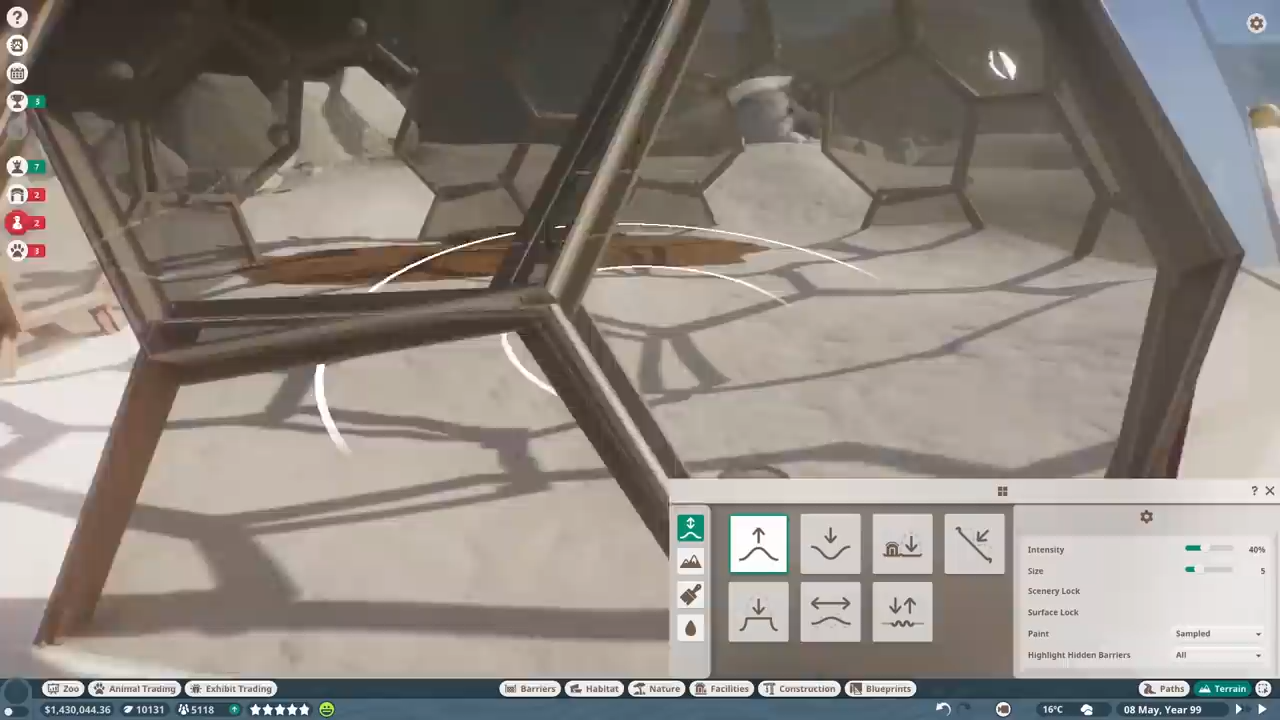 ?
3
7
2
2
3
? 
Intensity 40%
Size 5
Scenery Lock
Surface Lock
Paint Sampled
Highlight Hidden Barriers All
Zoo Animal Trading Exhibit Trading Barriers Habitat Nature Facilities Construction Blueprints Paths Terrain
$1,430,044.36 10131 5118 16°C 08 May, Year 99